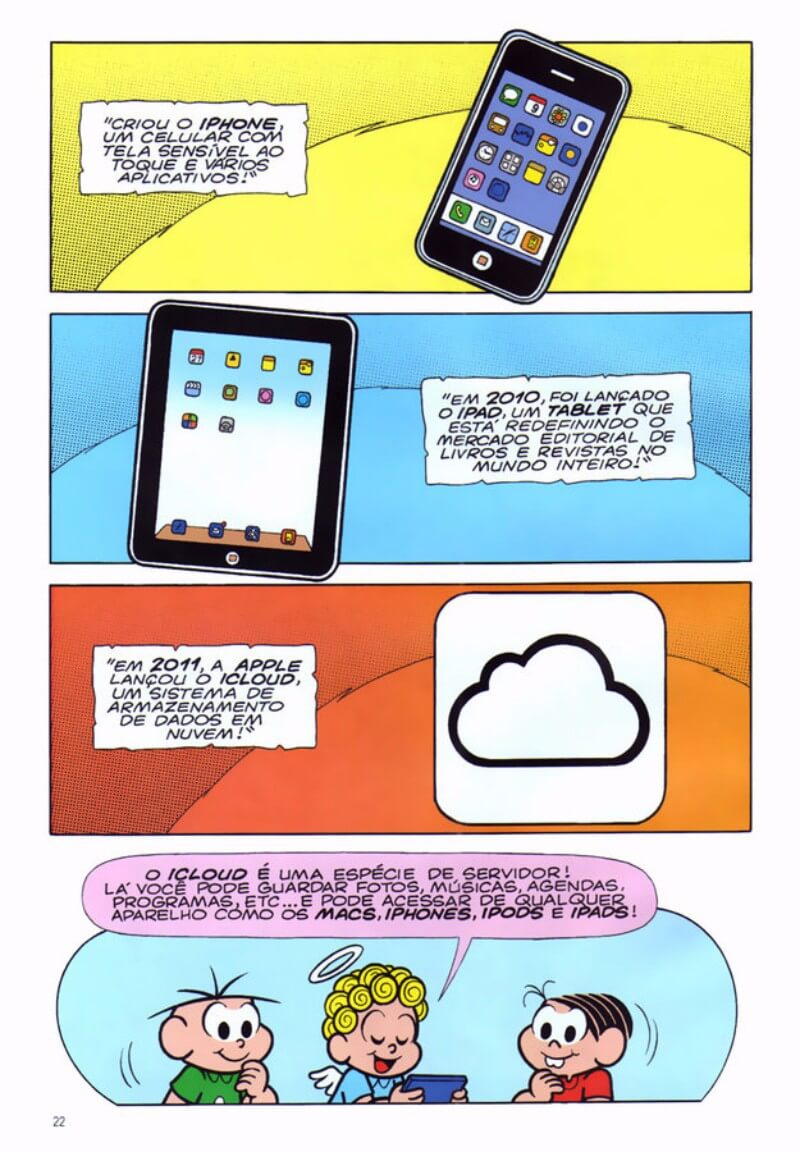 "CRIOU O IPHONE,
UM CELULAR COM
TELA SENSÍVEL AO
TOQUE E VÁRIOS
APLICATIVOS!"
9
"EM 2010, FOI LANÇADO
O IPAD, UM TABLET QUE
ESTÁ REDEFININDO O
MERCADO EDITORIAL DE
LIVROS E REVISTAS NO
MUNDO INTEIRO!"
27
"EM 2011, A APPLE
LANÇOU O ICLOUD,
UM SISTEMA DE
ARMAZENAMENTO
DE DADOS EM
NUVEM!"
O ICLOUD É UMA ESPÉCIE DE SERVIDOR!
LÁ VOCÊ PODE GUARDAR FOTOS, MÚSICAS, AGENDAS,
PROGRAMAS, ETC... E PODE ACESSAR DE QUALQUER
APARELHO COMO OS MACS, IPHONES, IPODS E IPADS!
22